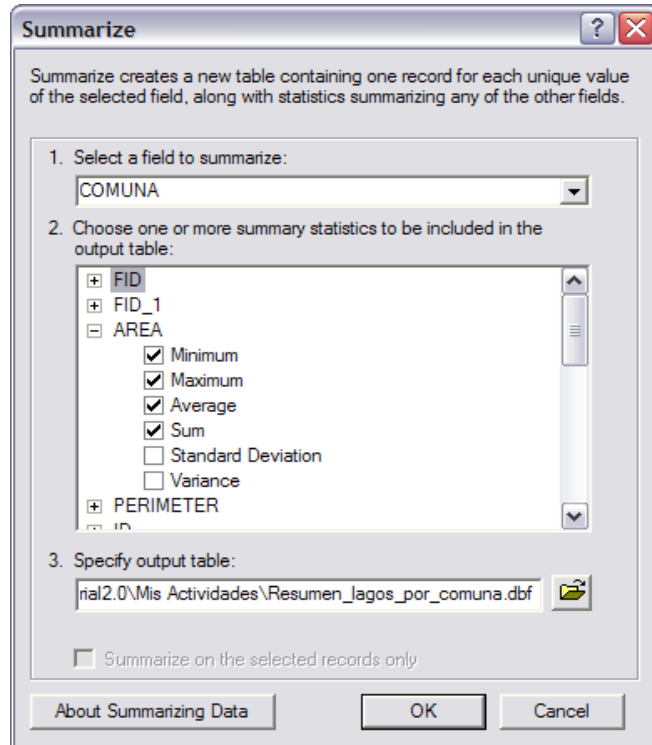 Summarize
Summarize creates a new table containing one record for each unique value
of the selected field, along with statistics summarizing any of the other fields.
1. Select a field to summarize:
COMUNA
2. Choose one or more summary statistics to be included in the
output table:
FID
FID_1
AREA
Minimum
Maximum
Average
Sum
Standard Deviation
Variance
PERIMETER
ID
3. Specify output table:
rial2.0\Mis Actividades\Resumen_lagos_por_comuna.dbf
Summarize on the selected records only
About Summarizing Data
OK
Cancel